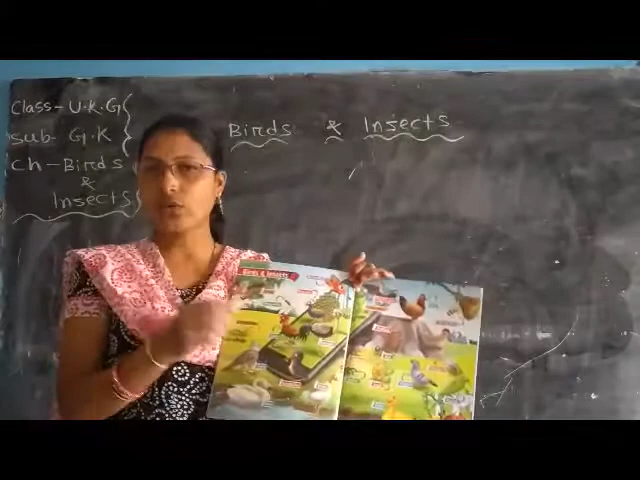 Class - U.K.G
Sub - G.K
Ch - Birds
&
Insects
Birds & Insects
Birds & Insects